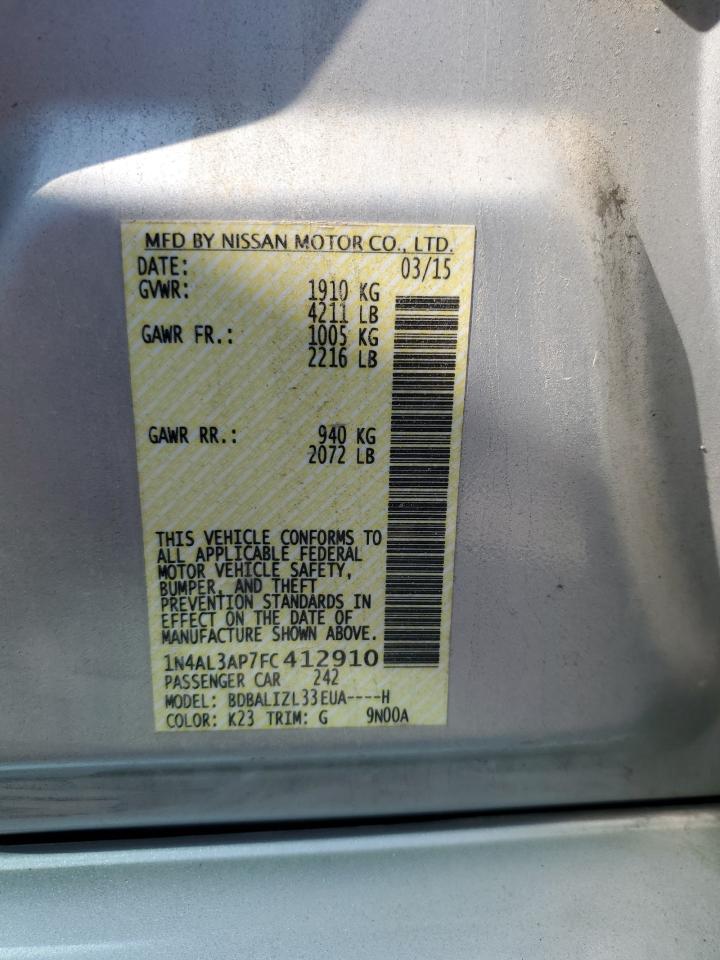 MFD BY NISSAN MOTOR CO., LTD.
DATE: 03/15
GVWR: 1910 KG
4211 LB
GAWR FR.: 1005 KG
2216 LB
GAWR RR.: 940 KG
2072 LB
THIS VEHICLE CONFORMS TO
ALL APPLICABLE FEDERAL
MOTOR VEHICLE SAFETY,
BUMPER, AND THEFT
PREVENTION STANDARDS IN
EFFECT ON THE DATE OF
MANUFACTURE SHOWN ABOVE.
1N4AL3AP7FC412910
PASSENGER CAR 242
MODEL: BDBALIZL33EUA----H
COLOR: K23 TRIM: G 9N00A